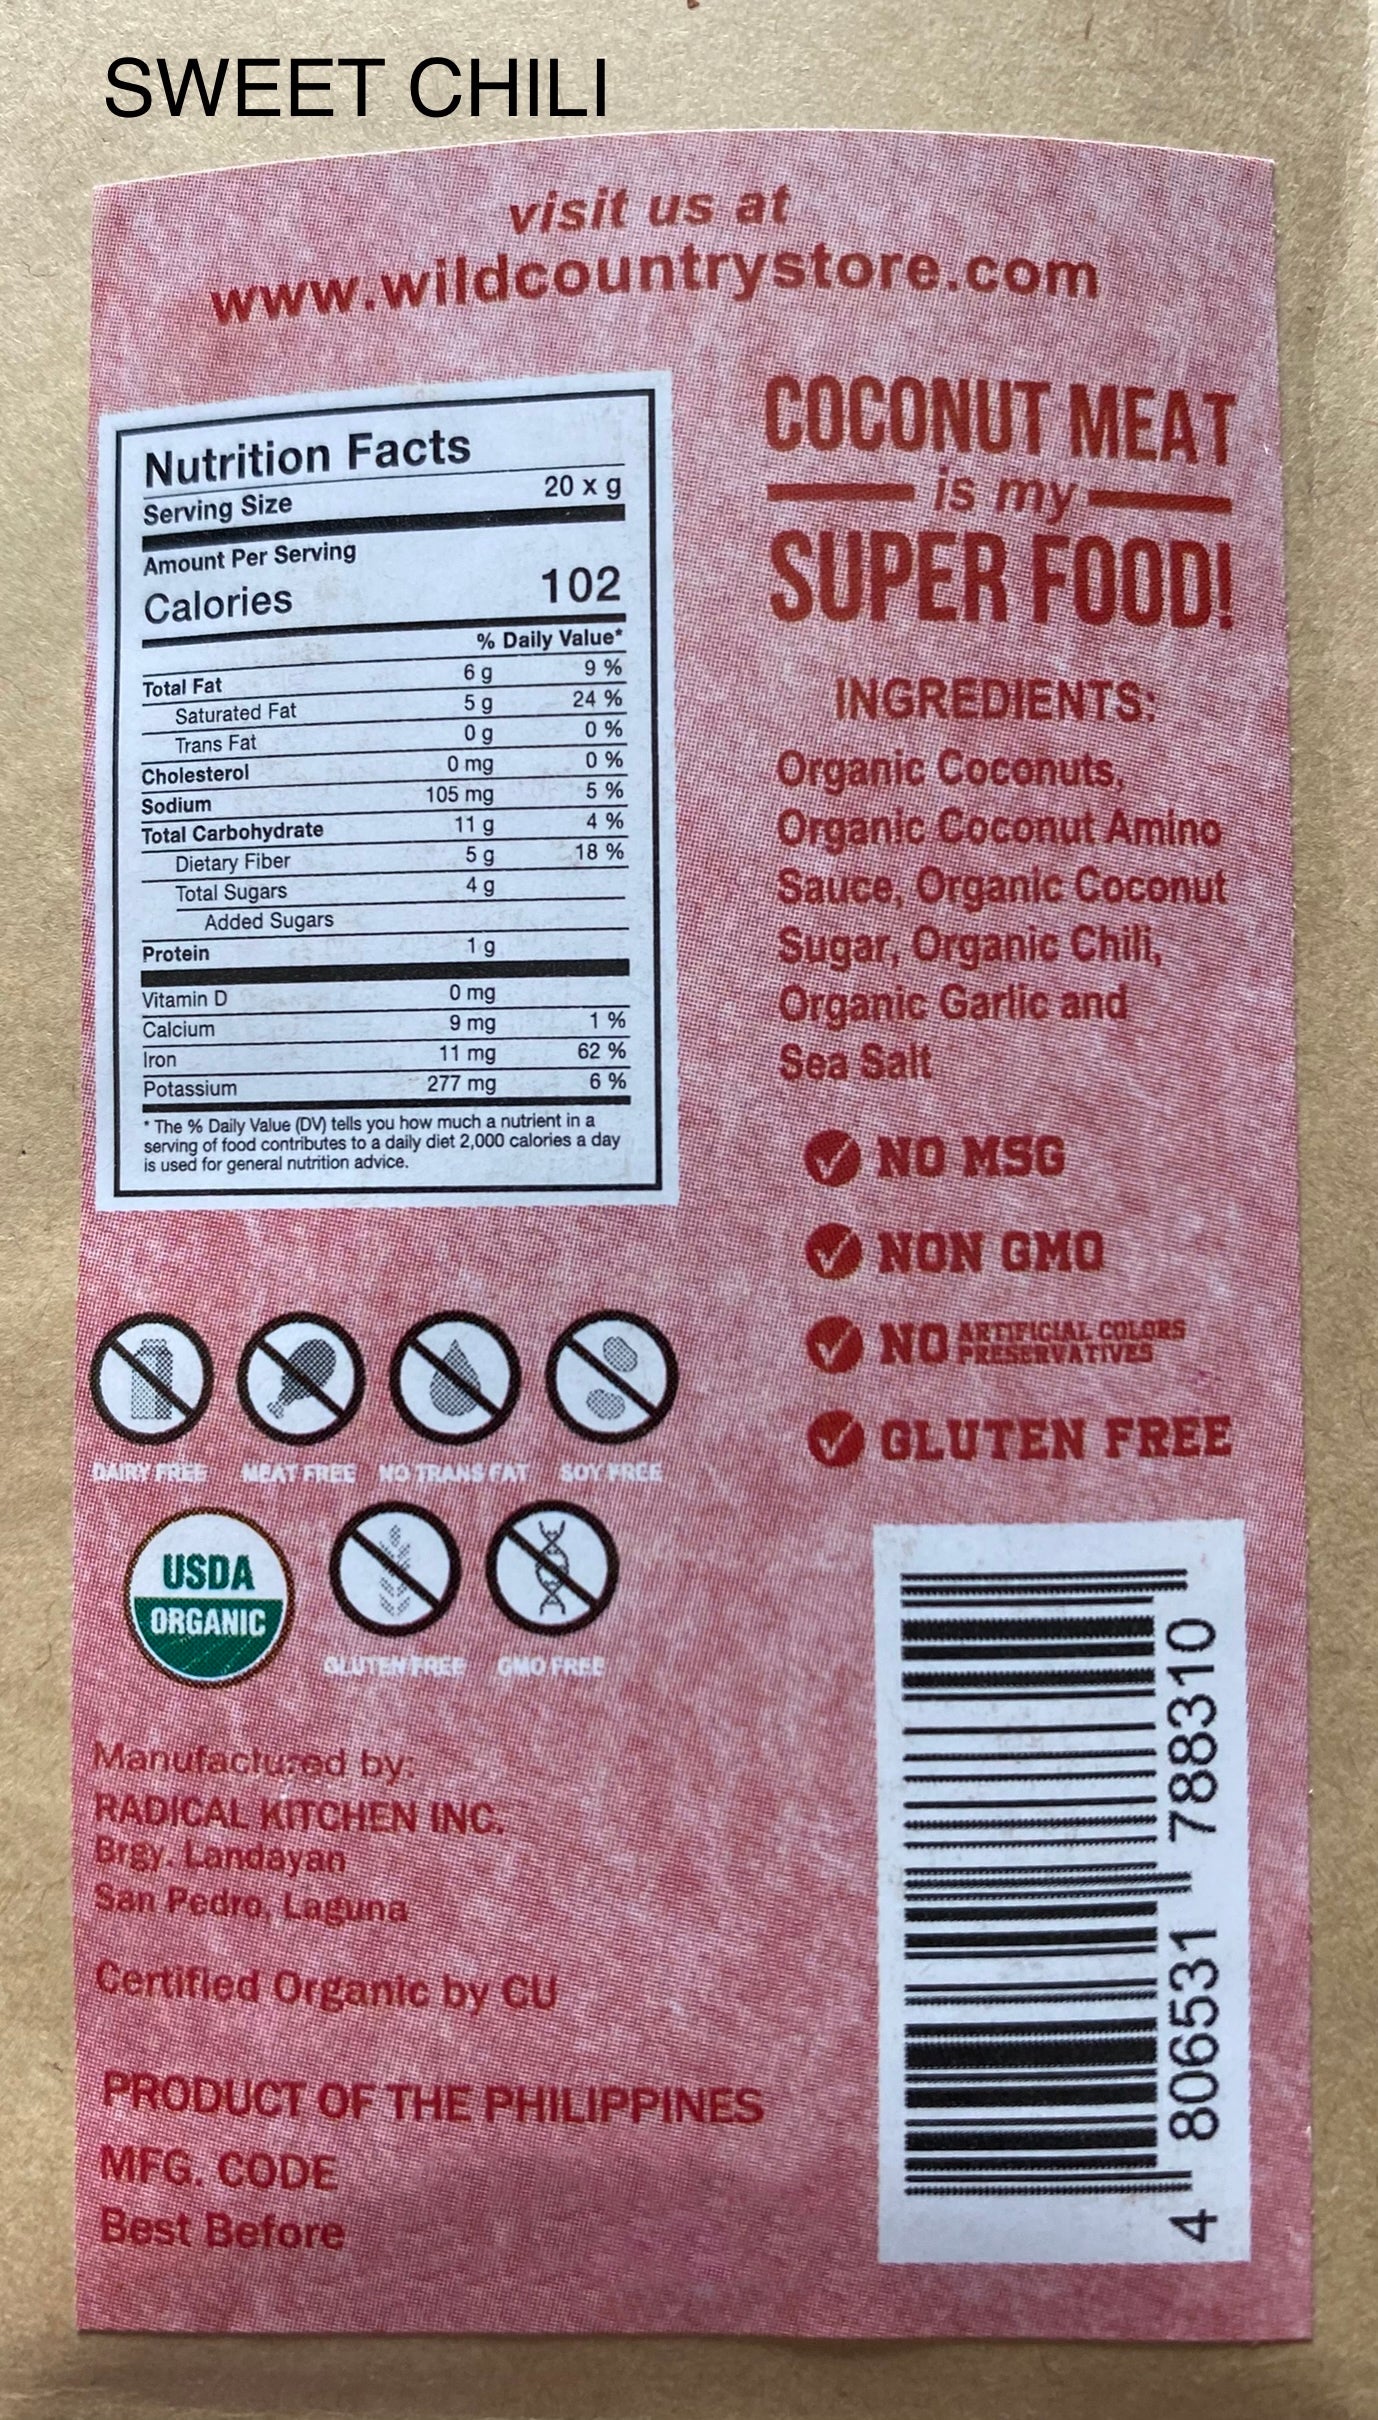 SWEET CHILI
visit us at
www.wildcountrystore.com
Nutrition Facts
Serving Size 20 x g
Amount Per Serving
Calories 102
% Daily Value*
Total Fat 6 g 9 %
Saturated Fat 5 g 24 %
Trans Fat 0 g 0 %
Cholesterol 0 mg 0 %
Sodium 105 mg 5 %
Total Carbohydrate 11 g 4 %
Dietary Fiber 5 g 18 %
Total Sugars 4 g
Added Sugars
Protein 1 g
Vitamin D 0 mg
Calcium 9 mg 1 %
Iron 11 mg 62 %
Potassium 277 mg 6 %
* The % Daily Value (DV) tells you how much a nutrient in a
serving of food contributes to a daily diet 2,000 calories a day
is used for general nutrition advice.
COCONUT MEAT
is my
SUPER FOOD!
INGREDIENTS:
Organic Coconuts,
Organic Coconut Amino
Sauce, Organic Coconut
Sugar, Organic Chili,
Organic Garlic and
Sea Salt
NO MSG
NON GMO
NO ARTIFICIAL COLORS
PRESERVATIVES
GLUTEN FREE
DAIRY FREE MEAT FREE NO TRANS FAT SOY FREE
USDA
ORGANIC
GLUTEN FREE GMO FREE
Manufactured by:
RADICAL KITCHEN INC.
Brgy. Landayan
San Pedro, Laguna
Certified Organic by CU
PRODUCT OF THE PHILIPPINES
MFG. CODE
Best Before
4 806531 788310